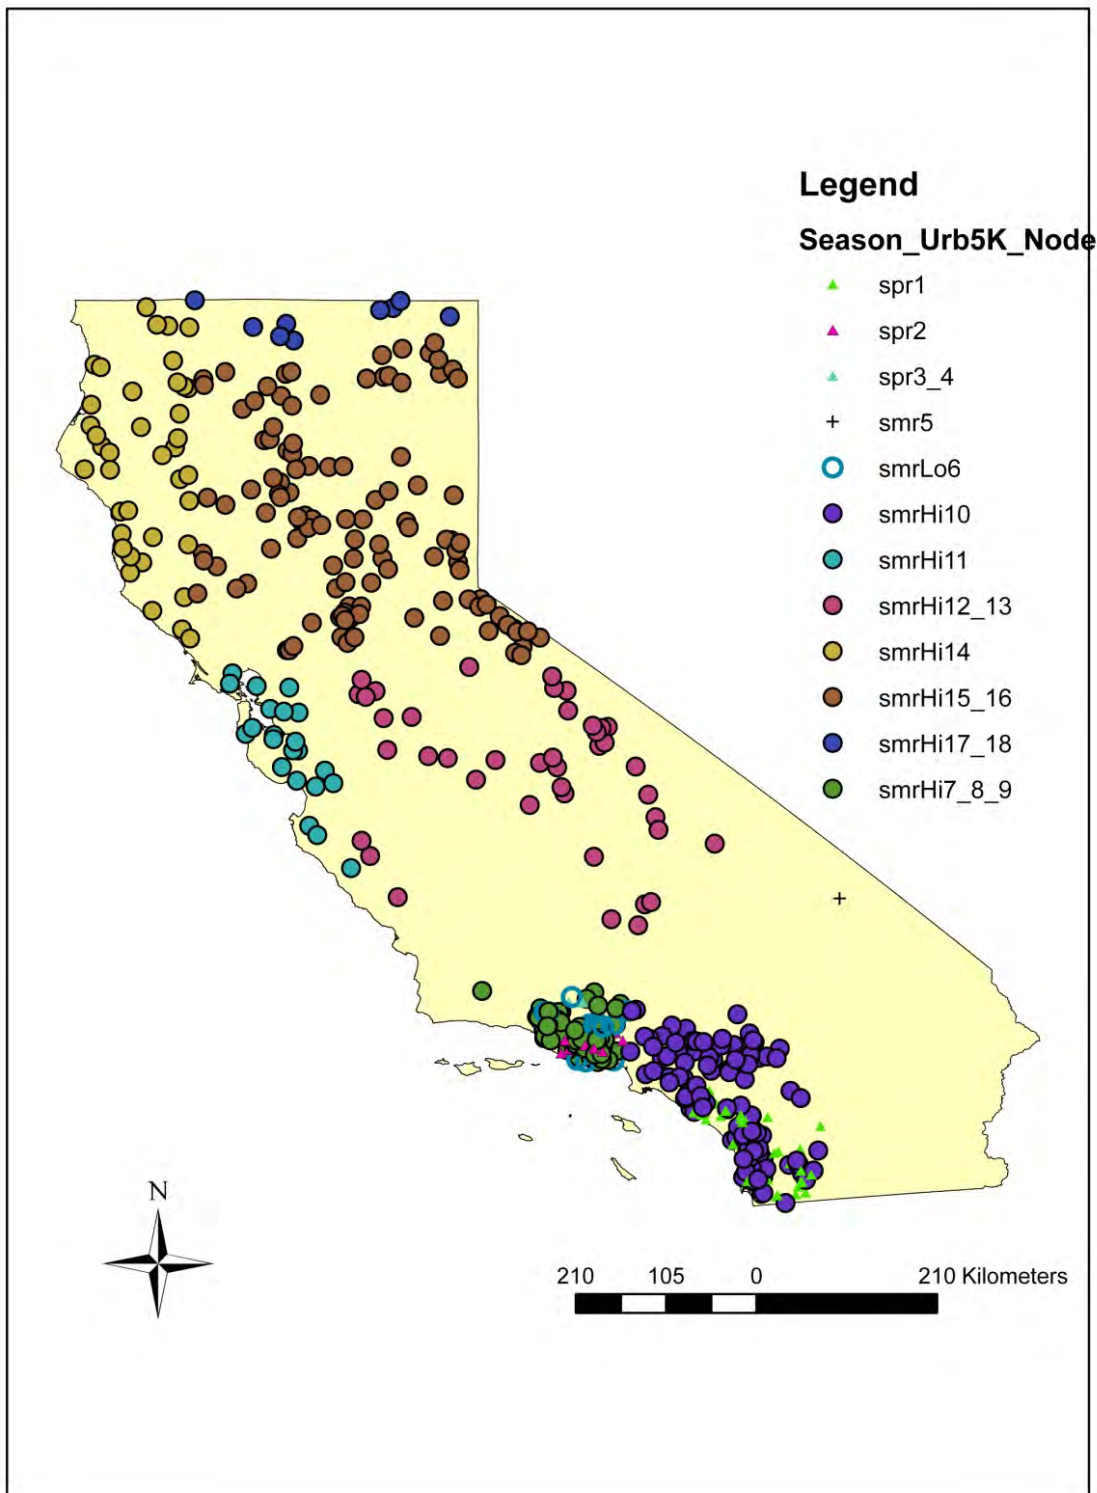 Legend
Season_Urb5K_Node
spr1
spr2
spr3_4
smr5
smrLo6
smrHi10
smrHi11
smrHi12_13
smrHi14
smrHi15_16
smrHi17_18
smrHi7_8_9
N
210 105 0 210 Kilometers